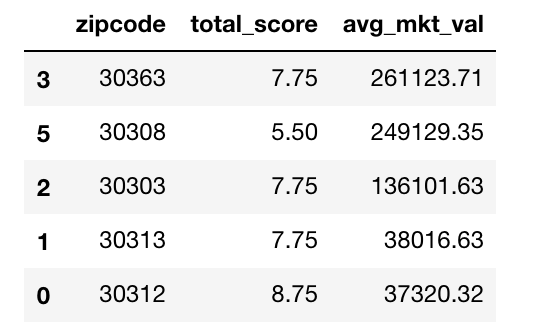 zipcode total_score avg_mkt_val
3 30363 7.75 261123.71
5 30308 5.50 249129.35
2 30303 7.75 136101.63
1 30313 7.75 38016.63
0 30312 8.75 37320.32